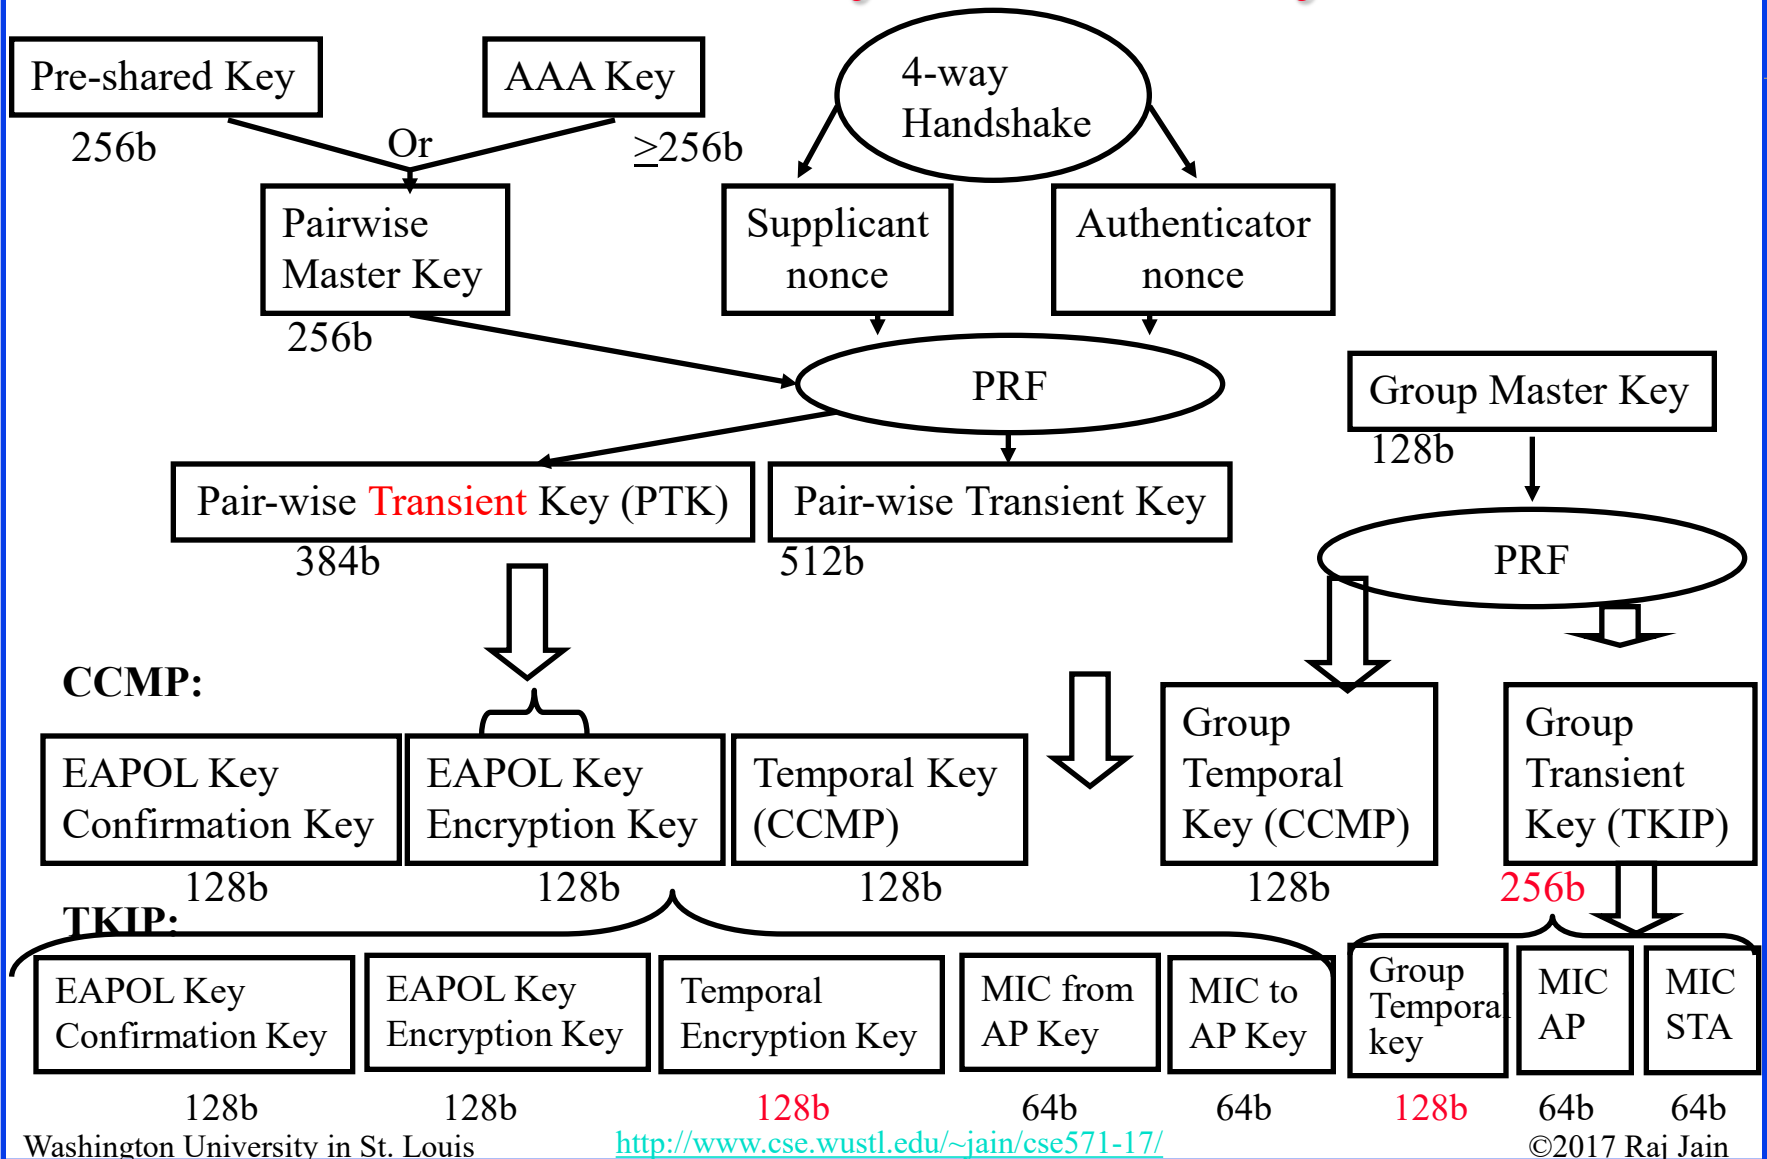 Pre-shared Key
AAA Key
4-way
Handshake
256b
Or
≥256b
Pairwise
Master Key
Supplicant
nonce
Authenticator
nonce
256b
PRF
Group Master Key
128b
Pair-wise Transient Key (PTK)
Pair-wise Transient Key
384b
512b
PRF
CCMP:
EAPOL Key
Confirmation Key
EAPOL Key
Encryption Key
Temporal Key
(CCMP)
Group
Temporal
Key (CCMP)
Group
Transient
Key (TKIP)
128b
128b
128b
128b
256b
TKIP:
EAPOL Key
Confirmation Key
EAPOL Key
Encryption Key
Temporal
Encryption Key
MIC from
AP Key
MIC to
AP Key
Group
Temporal
key
MIC
AP
MIC
STA
128b
128b
128b
64b
64b
128b
64b
64b
Washington University in St. Louis
http://www.cse.wustl.edu/~jain/cse571-17/
©2017 Raj Jain